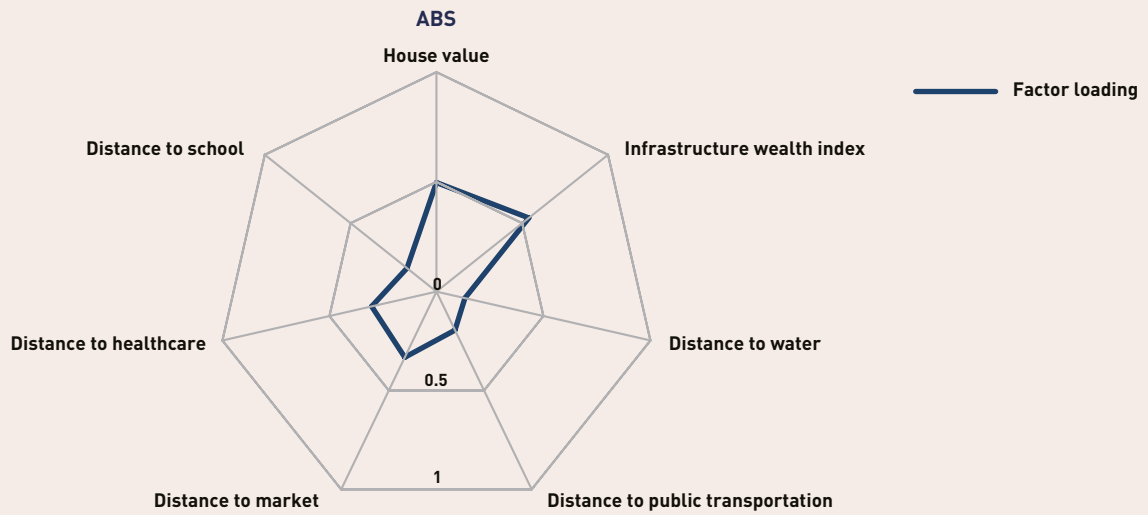 ABS
House value
Factor loading
Distance to school
Infrastructure wealth index
0
Distance to healthcare
Distance to water
0.5
1
Distance to market
Distance to public transportation